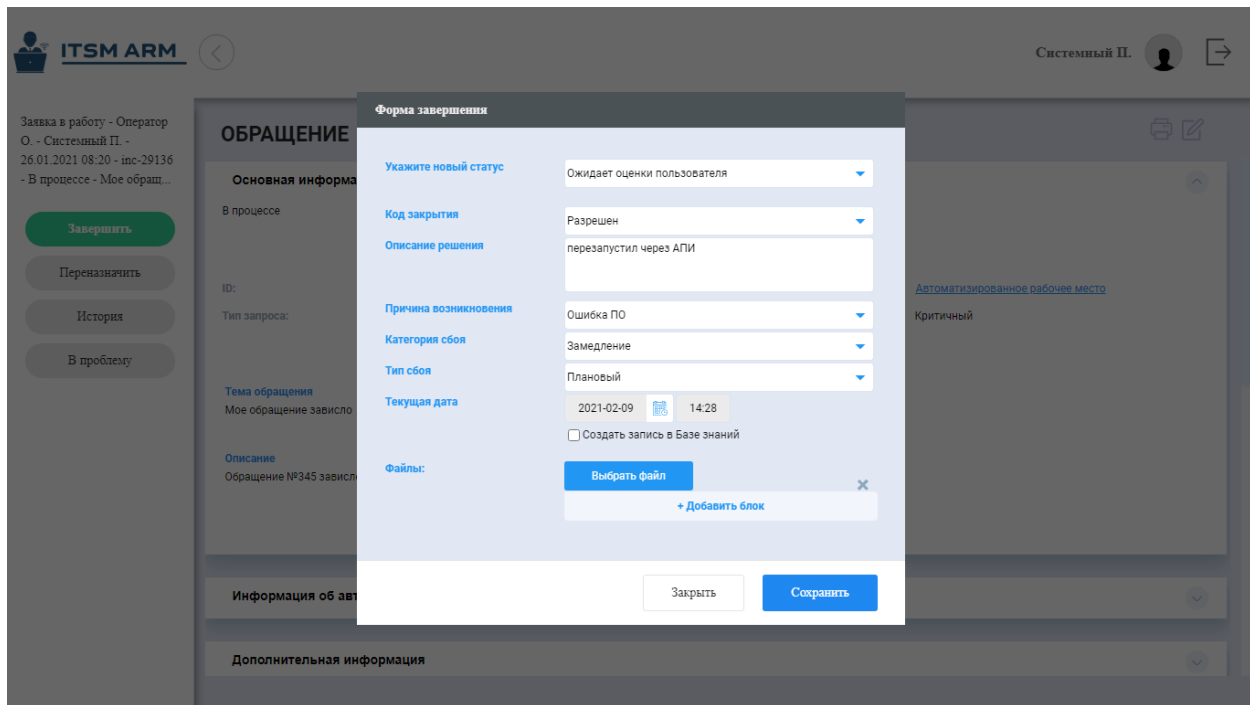 ITSM ARM
Системный П.
Заявка в работу - Оператор
О. - Системный П. -
26.01.2021 08:20 - inc-29136
- В процессе - Мое обращ...
Завершить
Переназначить
История
В проблему
ОБРАЩЕНИЕ
Основная информа
В процессе
ID:
Автоматизированное рабочее место
Тип запроса:
Критичный
Тема обращения
Мое обращение зависло
Описание
Обращение №345 зависл
Информация об авт
Дополнительная информация
Форма завершения
Укажите новый статус
Ожидает оценки пользователя
Код закрытия
Разрешен
Описание решения
перезапустил через АПИ
Причина возникновения
Ошибка ПО
Категория сбоя
Замедление
Тип сбоя
Плановый
Текущая дата
2021-02-09 14:28
Создать запись в Базе знаний
Файлы:
Выбрать файл
+ Добавить блок
Закрыть
Сохранить